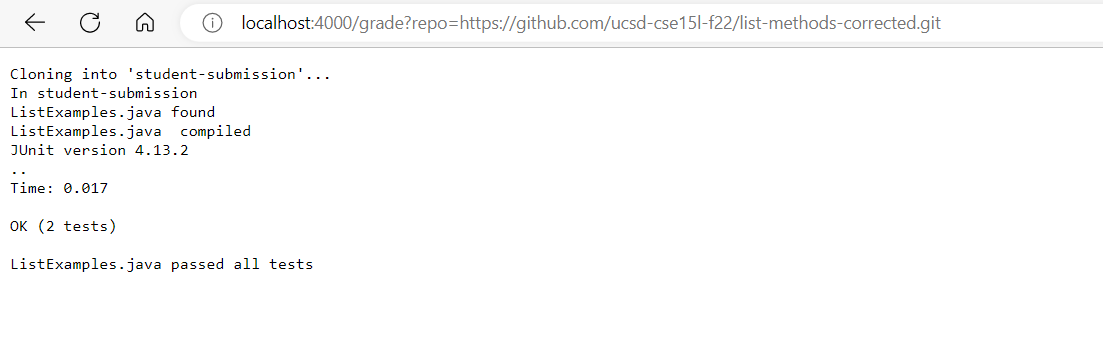 localhost:4000/grade?repo=https://github.com/ucsd-cse15l-f22/list-methods-corrected.git
Cloning into 'student-submission'...
In student-submission
ListExamples.java found
ListExamples.java  compiled
JUnit version 4.13.2
..
Time: 0.017
OK (2 tests)
ListExamples.java passed all tests